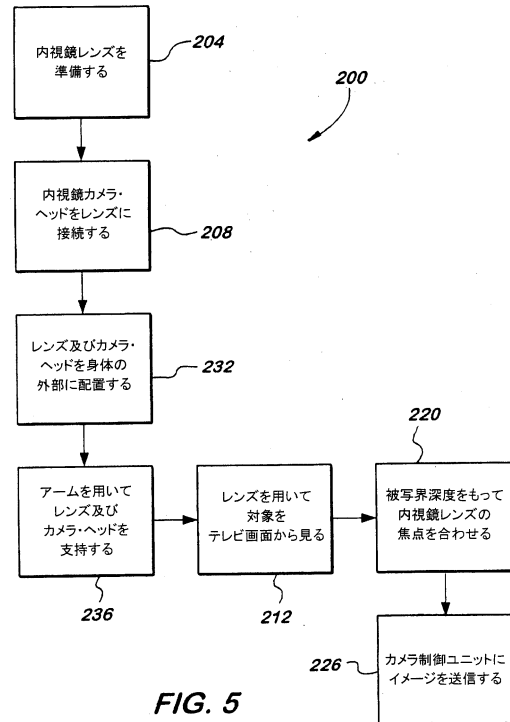 内視鏡レンズを
準備する
204
200
内視鏡カメラ・
ヘッドをレンズに
接続する
208
レンズ及びカメラ・
ヘッドを身体の
外部に配置する
232
アームを用いて
レンズ及び
カメラ・ヘッドを
支持する
236
レンズを用いて
対象を
テレビ画面から見る
212
220
被写界深度をもって
内視鏡レンズの
焦点を合わせる
カメラ制御ユニットに
イメージを送信する
226
FIG. 5